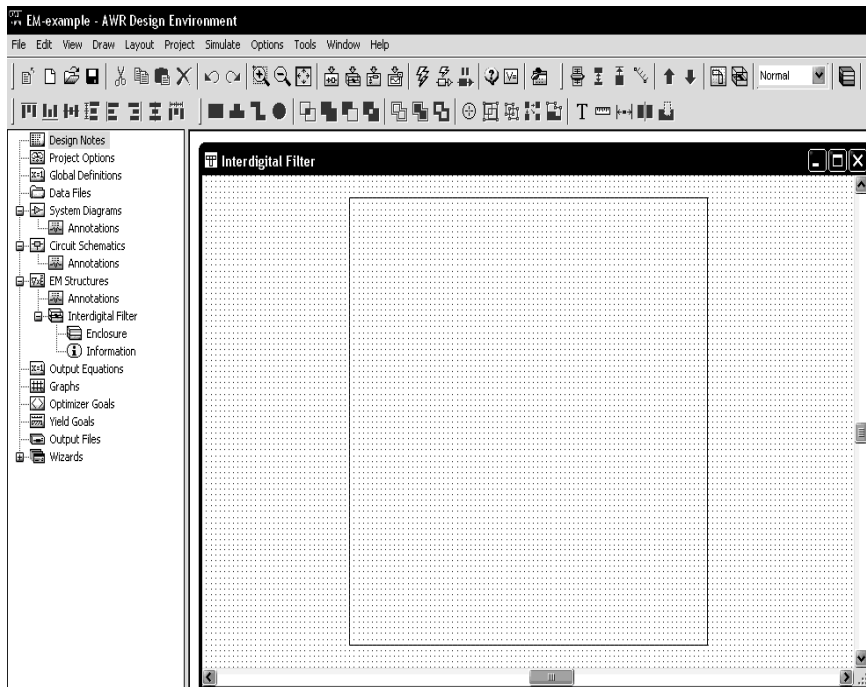 EM-example - AWR Design Environment
File Edit View Draw Layout Project Simulate Options Tools Window Help
Normal
Design Notes
Project Options
Global Definitions
Data Files
System Diagrams
Annotations
Circuit Schematics
Annotations
EM Structures
Annotations
Interdigital Filter
Enclosure
Information
Output Equations
Graphs
Optimizer Goals
Yield Goals
Output Files
Wizards
Interdigital Filter